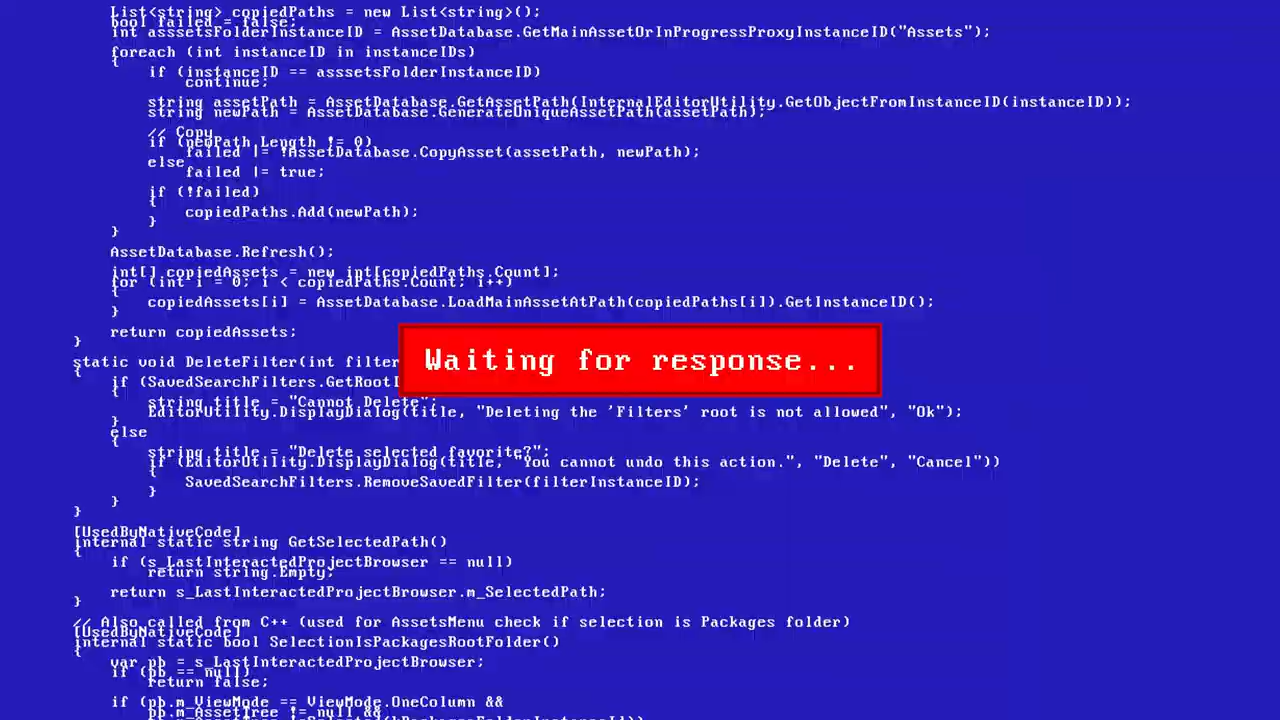 List<string> copiedPaths = new List<string>();
bool failed = false;
int asssetsFolderInstanceID = AssetDatabase.GetMainAssetOrInProgressProxyInstanceID("Assets");
foreach (int instanceID in instanceIDs)
{
if (instanceID == asssetsFolderInstanceID)
continue;
string assetPath = AssetDatabase.GetAssetPath(InternalEditorUtility.GetObjectFromInstanceID(instanceID));
string newPath = AssetDatabase.GenerateUniqueAssetPath(assetPath);
// Copy
if (newPath.Length != 0)
failed |= !AssetDatabase.CopyAsset(assetPath, newPath);
else
failed |= true;
if (!failed)
{
copiedPaths.Add(newPath);
}
}
AssetDatabase.Refresh();
int[] copiedAssets = new int[copiedPaths.Count];
for (int i = 0; i < copiedPaths.Count; i++)
{
copiedAssets[i] = AssetDatabase.LoadMainAssetAtPath(copiedPaths[i]).GetInstanceID();
}
return copiedAssets;
}
Waiting for response...
static void DeleteFilter(int filter
{
if (SavedSearchFilters.GetRootI
{
string title = "Cannot Delete";
EditorUtility.DisplayDialog(title, "Deleting the 'Filters' root is not allowed", "Ok");
}
else
{
string title = "Delete selected favorite?";
if (EditorUtility.DisplayDialog(title, "You cannot undo this action.", "Delete", "Cancel"))
{
SavedSearchFilters.RemoveSavedFilter(filterInstanceID);
}
}
}
[UsedByNativeCode]
internal static string GetSelectedPath()
{
if (s_LastInteractedProjectBrowser == null)
return string.Empty;
return s_LastInteractedProjectBrowser.m_SelectedPath;
}
// Also called from C++ (used for AssetsMenu check if selection is Packages folder)
[UsedByNativeCode]
internal static bool SelectionIsPackagesRootFolder()
{
var pb = s_LastInteractedProjectBrowser;
if (pb == null)
return false;
if (pb.m_ViewMode == ViewMode.OneColumn &&
pb.m_AssetTree != null &&